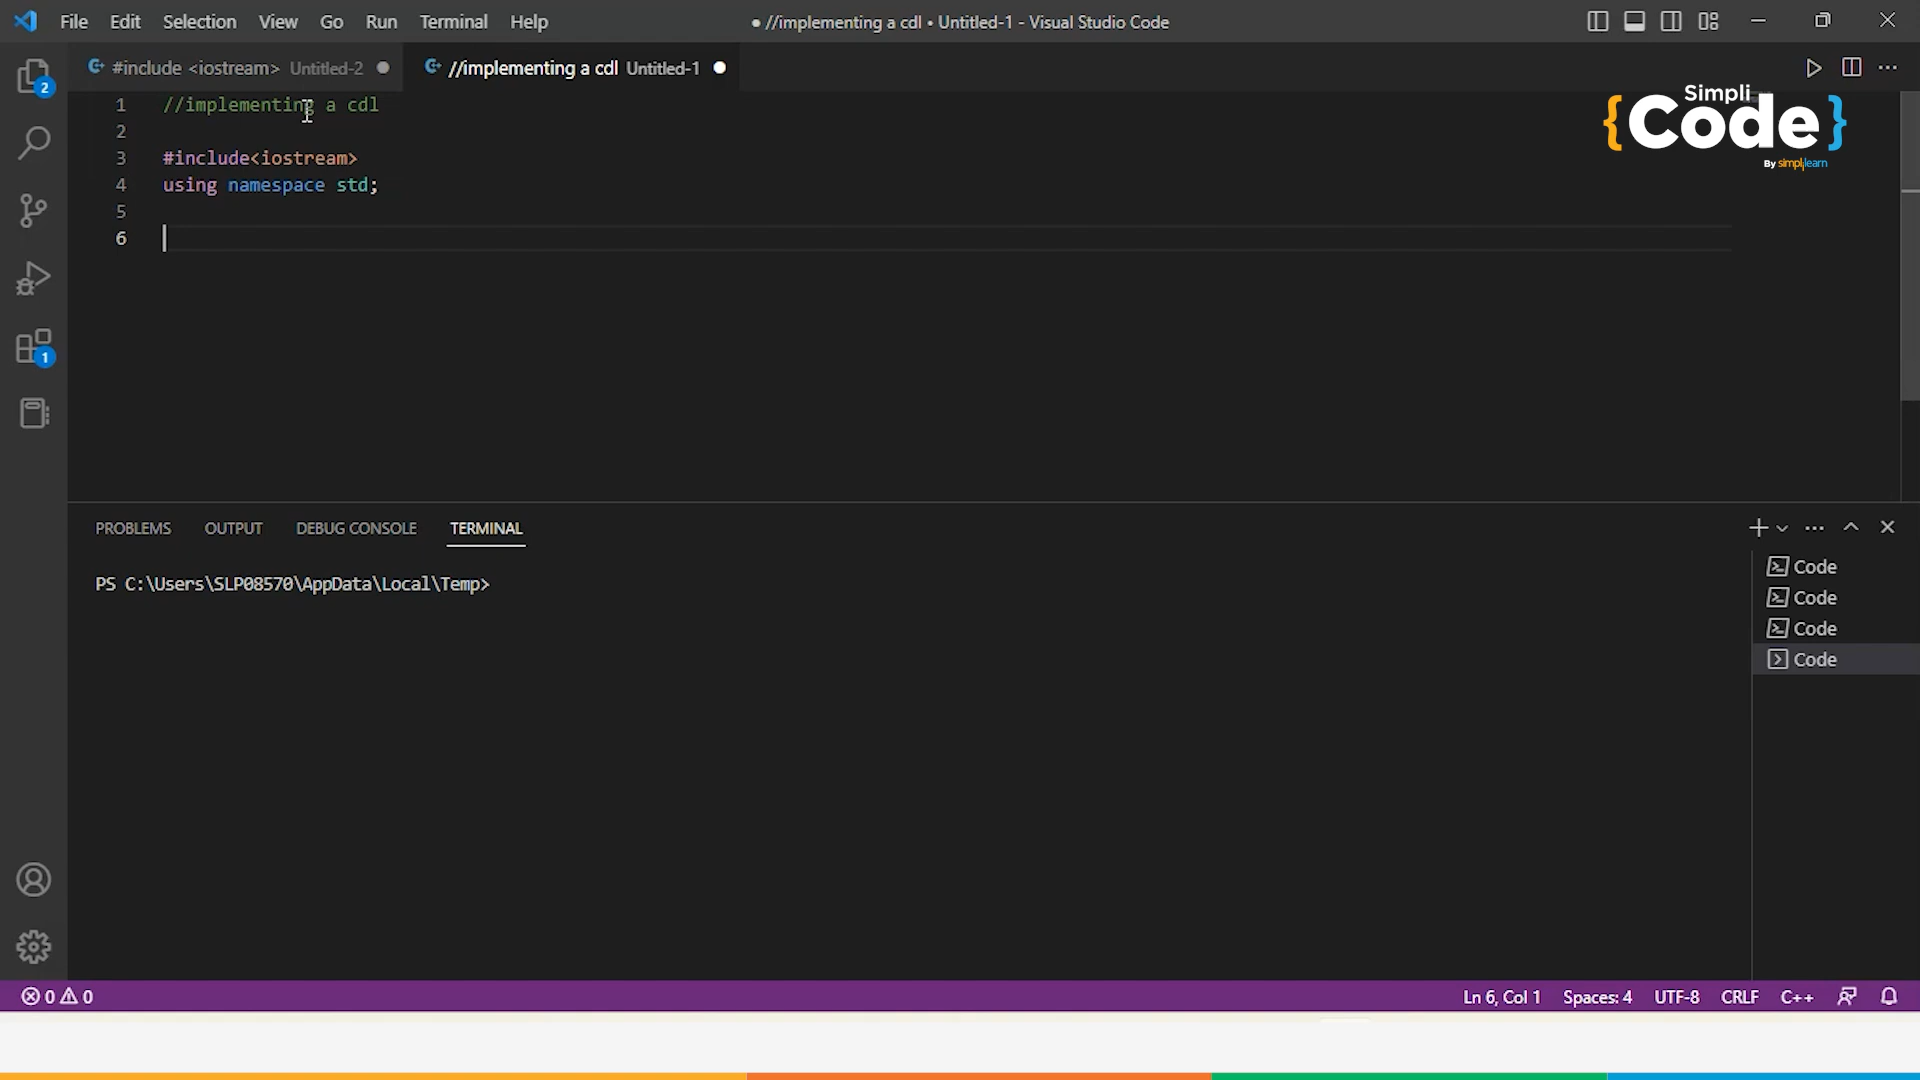 File Edit Selection View Go Run Terminal Help
● //implementing a cdl • Untitled-1 - Visual Studio Code
#include <iostream> Untitled-2
//implementing a cdl Untitled-1
Simpli
{Code}
By simplilearn
1 //implementing a cdl
2
3 #include<iostream>
4 using namespace std;
5
6
2
1
PROBLEMS OUTPUT DEBUG CONSOLE TERMINAL
PS C:\Users\SLP08570\AppData\Local\Temp>
Code
Code
Code
Code
0 0
Ln 6, Col 1 Spaces: 4 UTF-8 CRLF C++